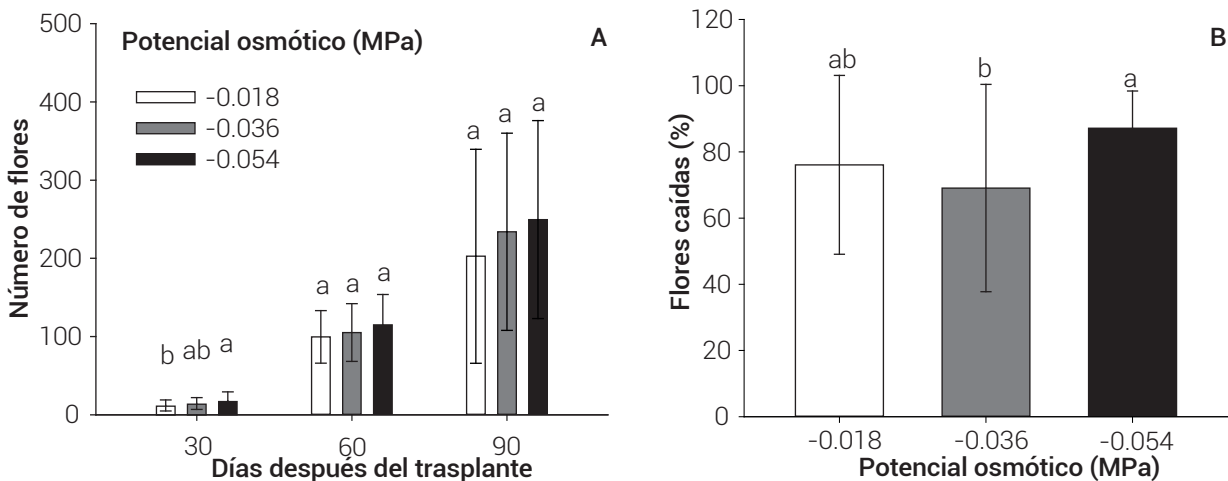 A
Potencial osmótico (MPa)
-0.018
-0.036
-0.054
Número de flores
500
400
300
200
100
0
b ab a
a a a
a a a
30 60 90
Días después del trasplante
B
Flores caídas (%)
120
100
80
60
40
20
0
ab b a
-0.018 -0.036 -0.054
Potencial osmótico (MPa)